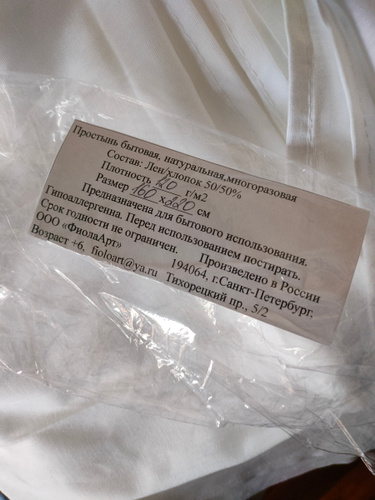 Простынь бытовая, натуральная,многоразовая
Состав: Лен/хлопок 50/50%
Плотность г/м2
Размер 160 х 220 см
Предназначена для бытового использования.
Гипоаллергенна. Перед использованием постирать.
Срок годности не ограничен. Произведено в России
ООО «ФиолаАрт» 194064, г.Санкт-Петербург,
Возраст +6, fioloart@ya.ru Тихорецкий пр., 5/2